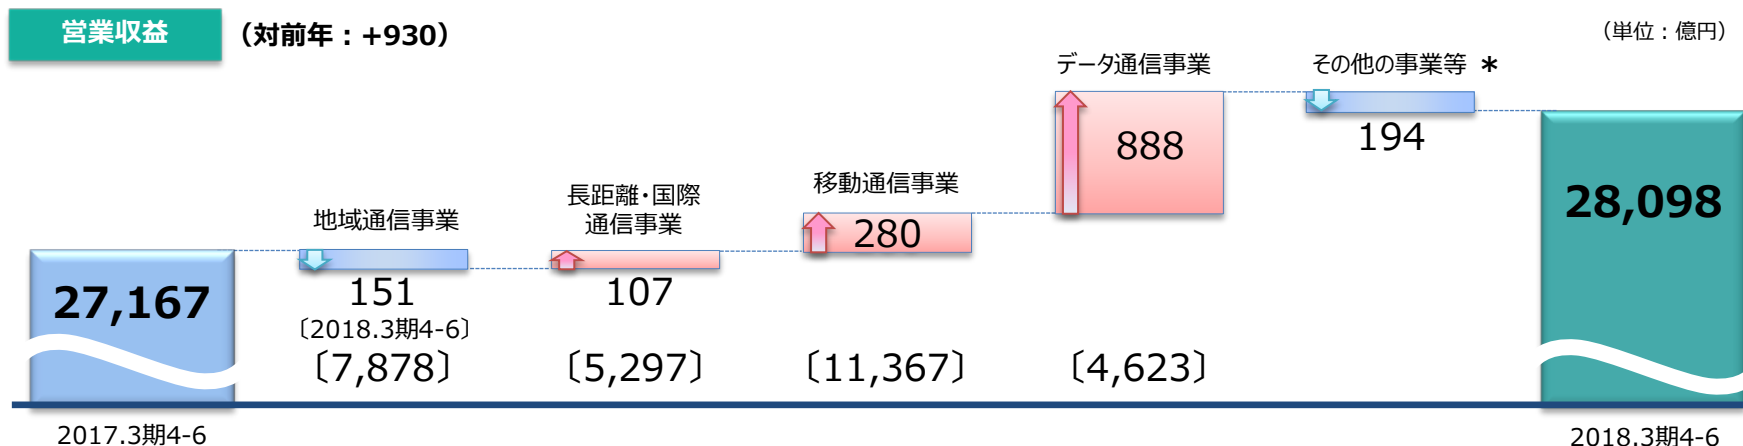 営業収益
（対前年：+930）
（単位：億円）
27,167
2017.3期4-6
地域通信事業
151
〔2018.3期4-6〕
〔7,878〕
長距離・国際
通信事業
107
〔5,297〕
移動通信事業
280
〔11,367〕
データ通信事業
888
〔4,623〕
その他の事業等 *
194
28,098
2018.3期4-6